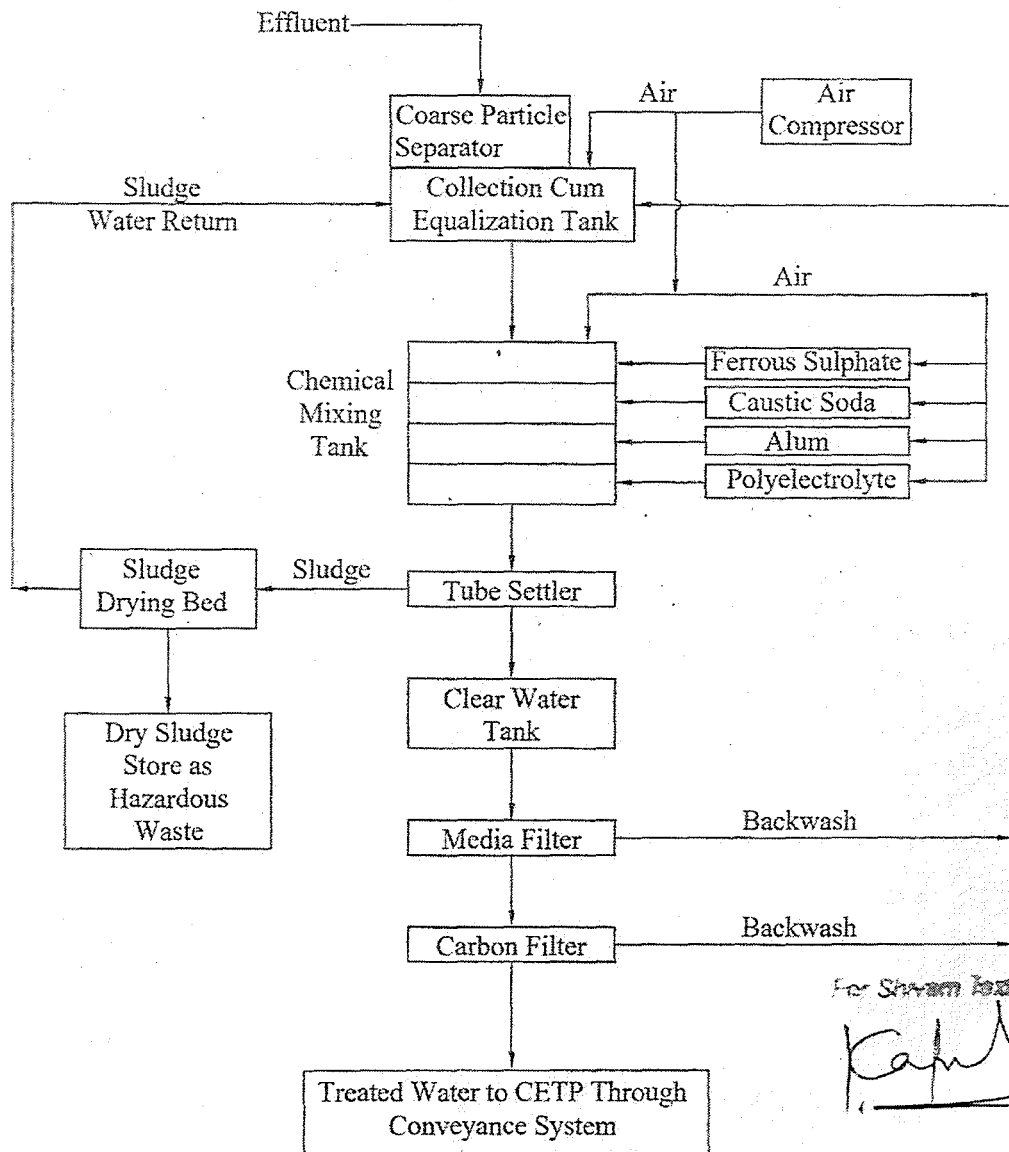 Effluent
Air
Air
Compressor
Coarse Particle
Separator
Collection Cum
Equalization Tank
Sludge
Water Return
Air
Chemical
Mixing
Tank
Ferrous Sulphate
Caustic Soda
Alum
Polyelectrolyte
Sludge
Drying Bed
Sludge
Tube Settler
Clear Water
Tank
Dry Sludge
Store as
Hazardous
Waste
Media Filter
Backwash
Carbon Filter
Backwash
For Shivam
Treated Water to CETP Through
Conveyance System